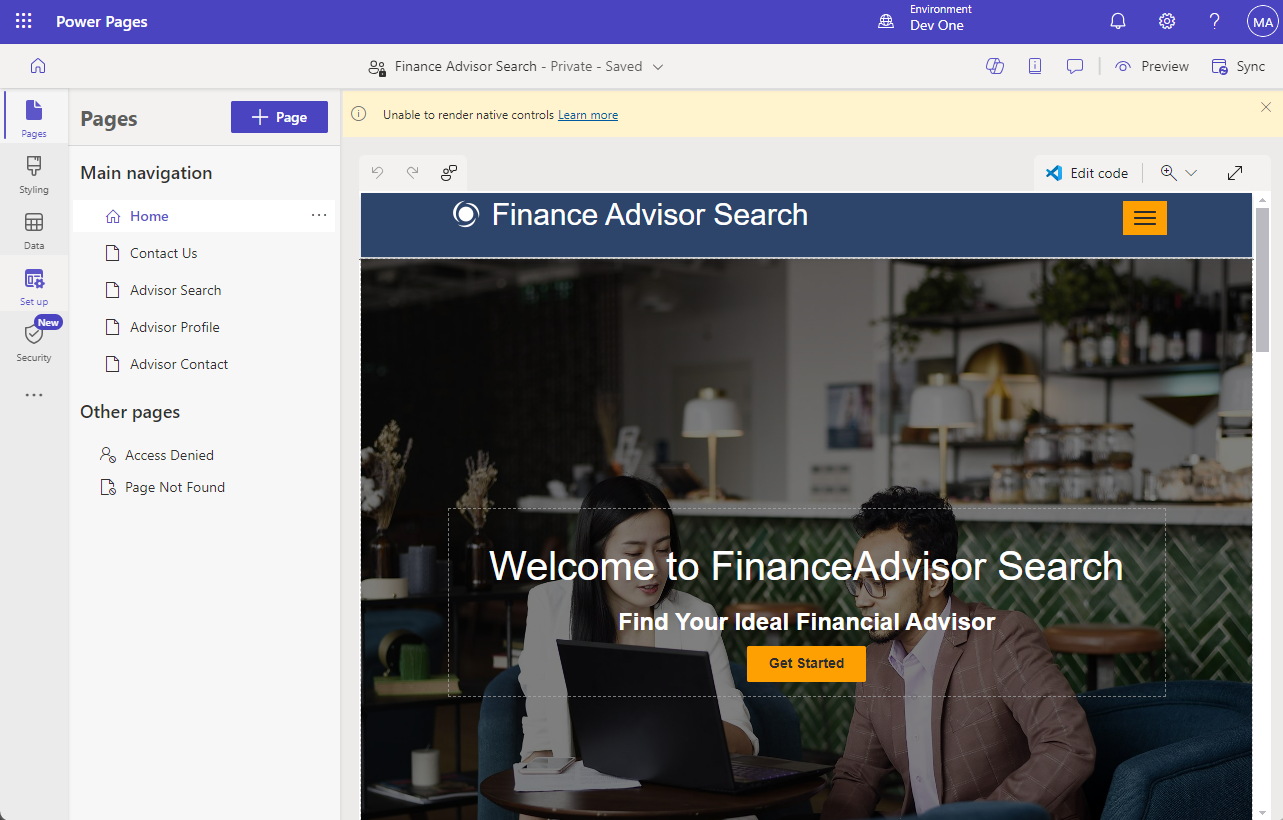 Power Pages
Environment
Dev One
MA
Finance Advisor Search - Private - Saved
Preview
Sync
Pages
Styling
Data
Set up
New
Security
Pages
Page
Main navigation
Home
Contact Us
Advisor Search
Advisor Profile
Advisor Contact
Other pages
Access Denied
Page Not Found
Unable to render native controls Learn more
Edit code
Finance Advisor Search
Welcome to FinanceAdvisor Search
Find Your Ideal Financial Advisor
Get Started